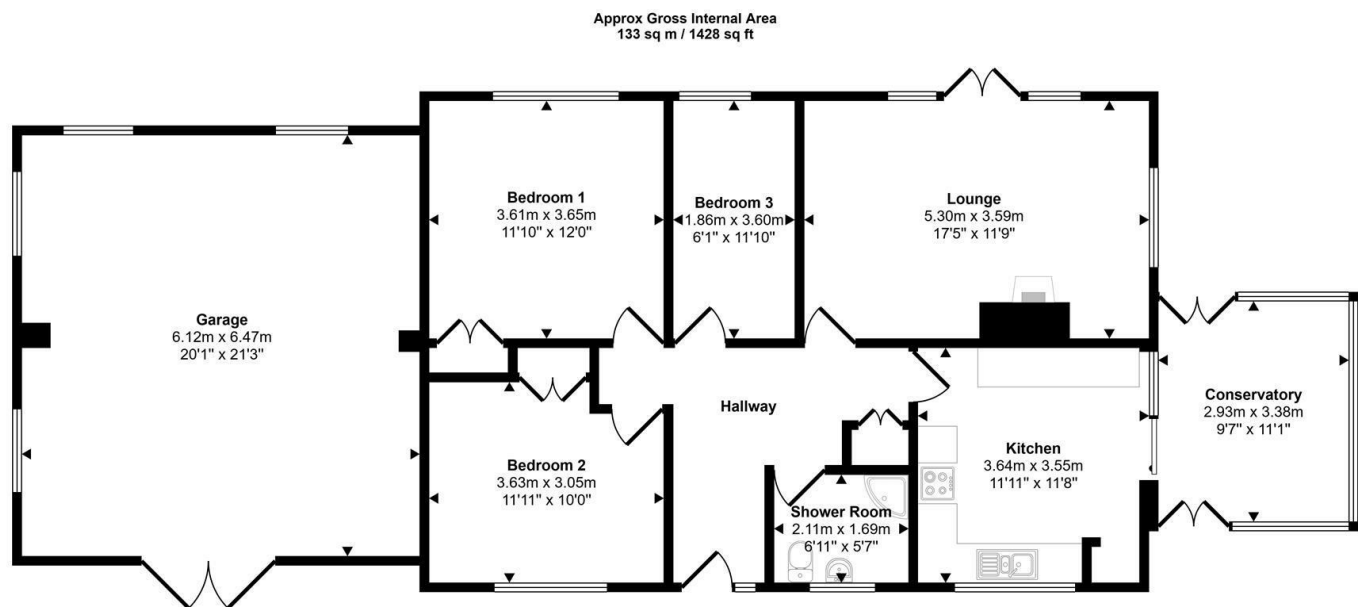 Approx Gross Internal Area
133 sq m / 1428 sq ft
Bedroom 1
3.61m x 3.65m
11'10" x 12'0"
Bedroom 3
1.86m x 3.60m
6'1" x 11'10"
Lounge
5.30m x 3.59m
17'5" x 11'9"
Garage
6.12m x 6.47m
20'1" x 21'3"
Hallway
Conservatory
2.93m x 3.38m
9'7" x 11'1"
Kitchen
3.64m x 3.55m
11'11" x 11'8"
Bedroom 2
3.63m x 3.05m
11'11" x 10'0"
Shower Room
2.11m x 1.69m
6'11" x 5'7"